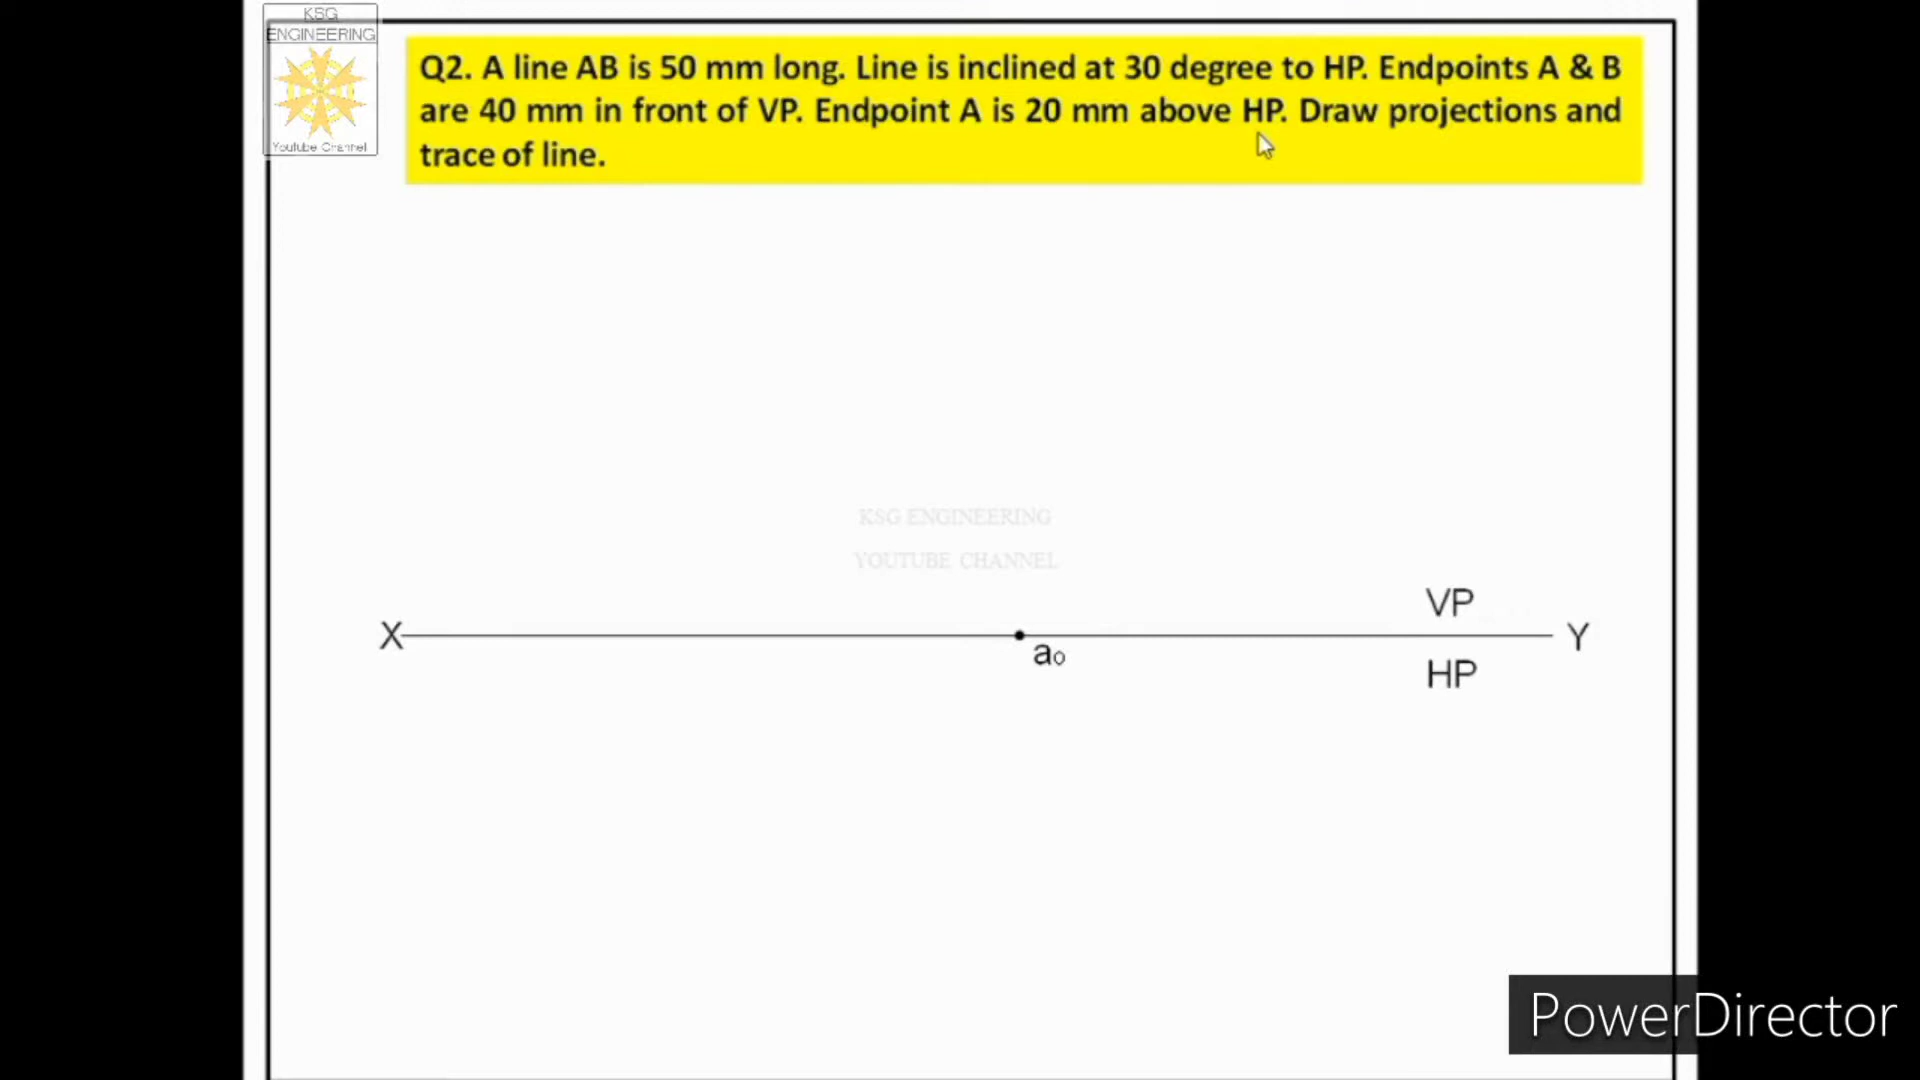 KSG
ENGINEERING
Youtube Channel
Q2. A line AB is 50 mm long. Line is inclined at 30 degree to HP. Endpoints A & B
are 40 mm in front of VP. Endpoint A is 20 mm above HP. Draw projections and
trace of line.
KSG ENGINEERING
YOUTUBE CHANNEL
VP
X Y
a₀
HP
PowerDirector